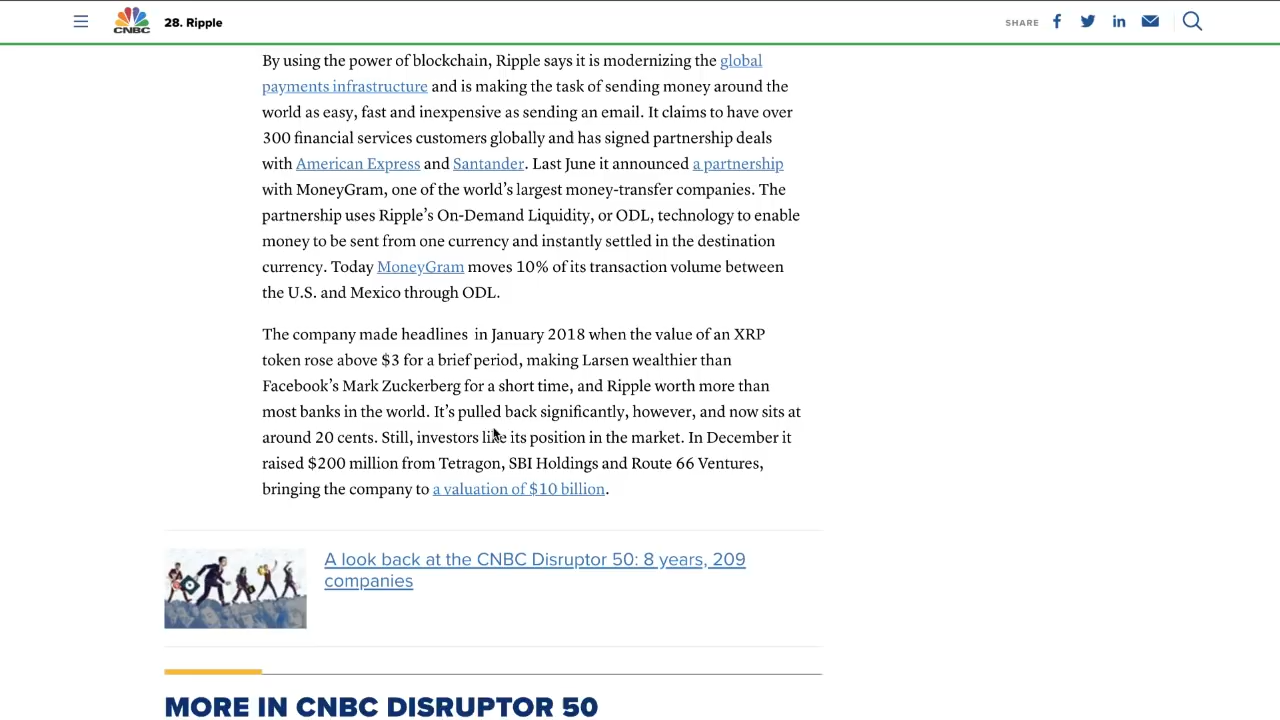 CNBC
28. Ripple
SHARE
By using the power of blockchain, Ripple says it is modernizing the global
payments infrastructure and is making the task of sending money around the
world as easy, fast and inexpensive as sending an email. It claims to have over
300 financial services customers globally and has signed partnership deals
with American Express and Santander. Last June it announced a partnership
with MoneyGram, one of the world’s largest money-transfer companies. The
partnership uses Ripple’s On-Demand Liquidity, or ODL, technology to enable
money to be sent from one currency and instantly settled in the destination
currency. Today MoneyGram moves 10% of its transaction volume between
the U.S. and Mexico through ODL.
The company made headlines in January 2018 when the value of an XRP
token rose above $3 for a brief period, making Larsen wealthier than
Facebook’s Mark Zuckerberg for a short time, and Ripple worth more than
most banks in the world. It’s pulled back significantly, however, and now sits at
around 20 cents. Still, investors like its position in the market. In December it
raised $200 million from Tetragon, SBI Holdings and Route 66 Ventures,
bringing the company to a valuation of $10 billion.
A look back at the CNBC Disruptor 50: 8 years, 209
companies
MORE IN CNBC DISRUPTOR 50